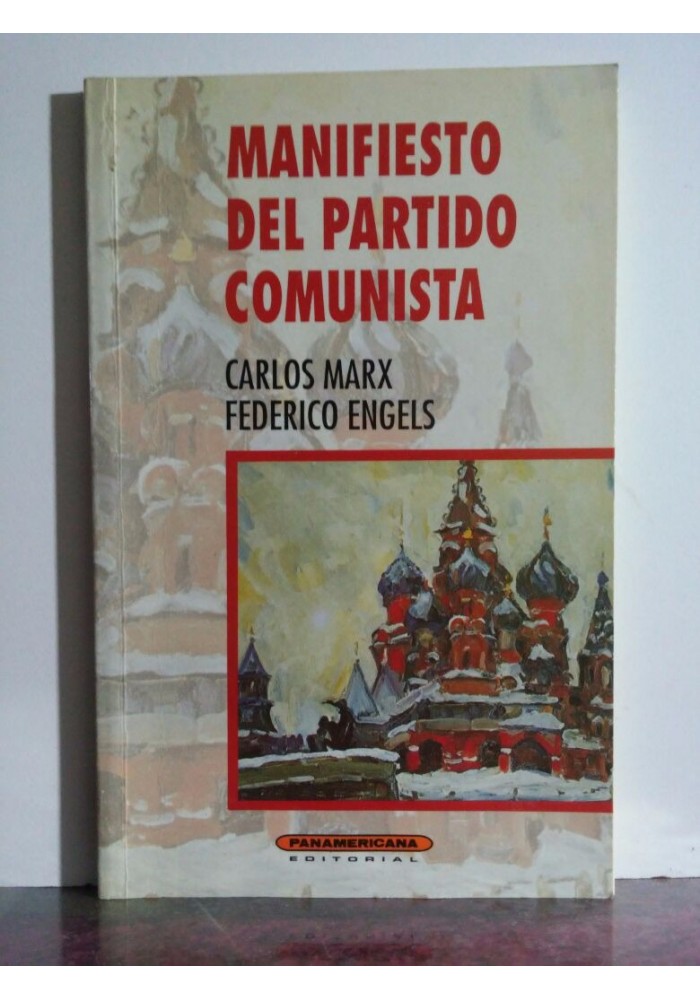 MANIFIESTO
DEL PARTIDO
COMUNISTA
CARLOS MARX
FEDERICO ENGELS
PANAMERICANA
EDITORIAL